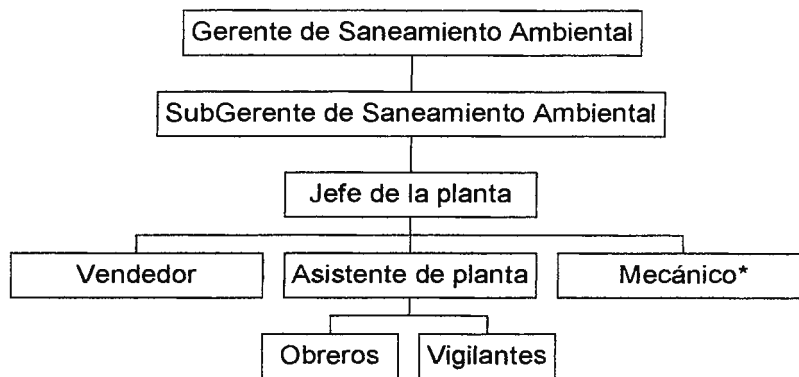 Gerente de Saneamiento Ambiental
SubGerente de Saneamiento Ambiental
Jefe de la planta
Vendedor
Asistente de planta
Mecánico*
Obreros
Vigilantes